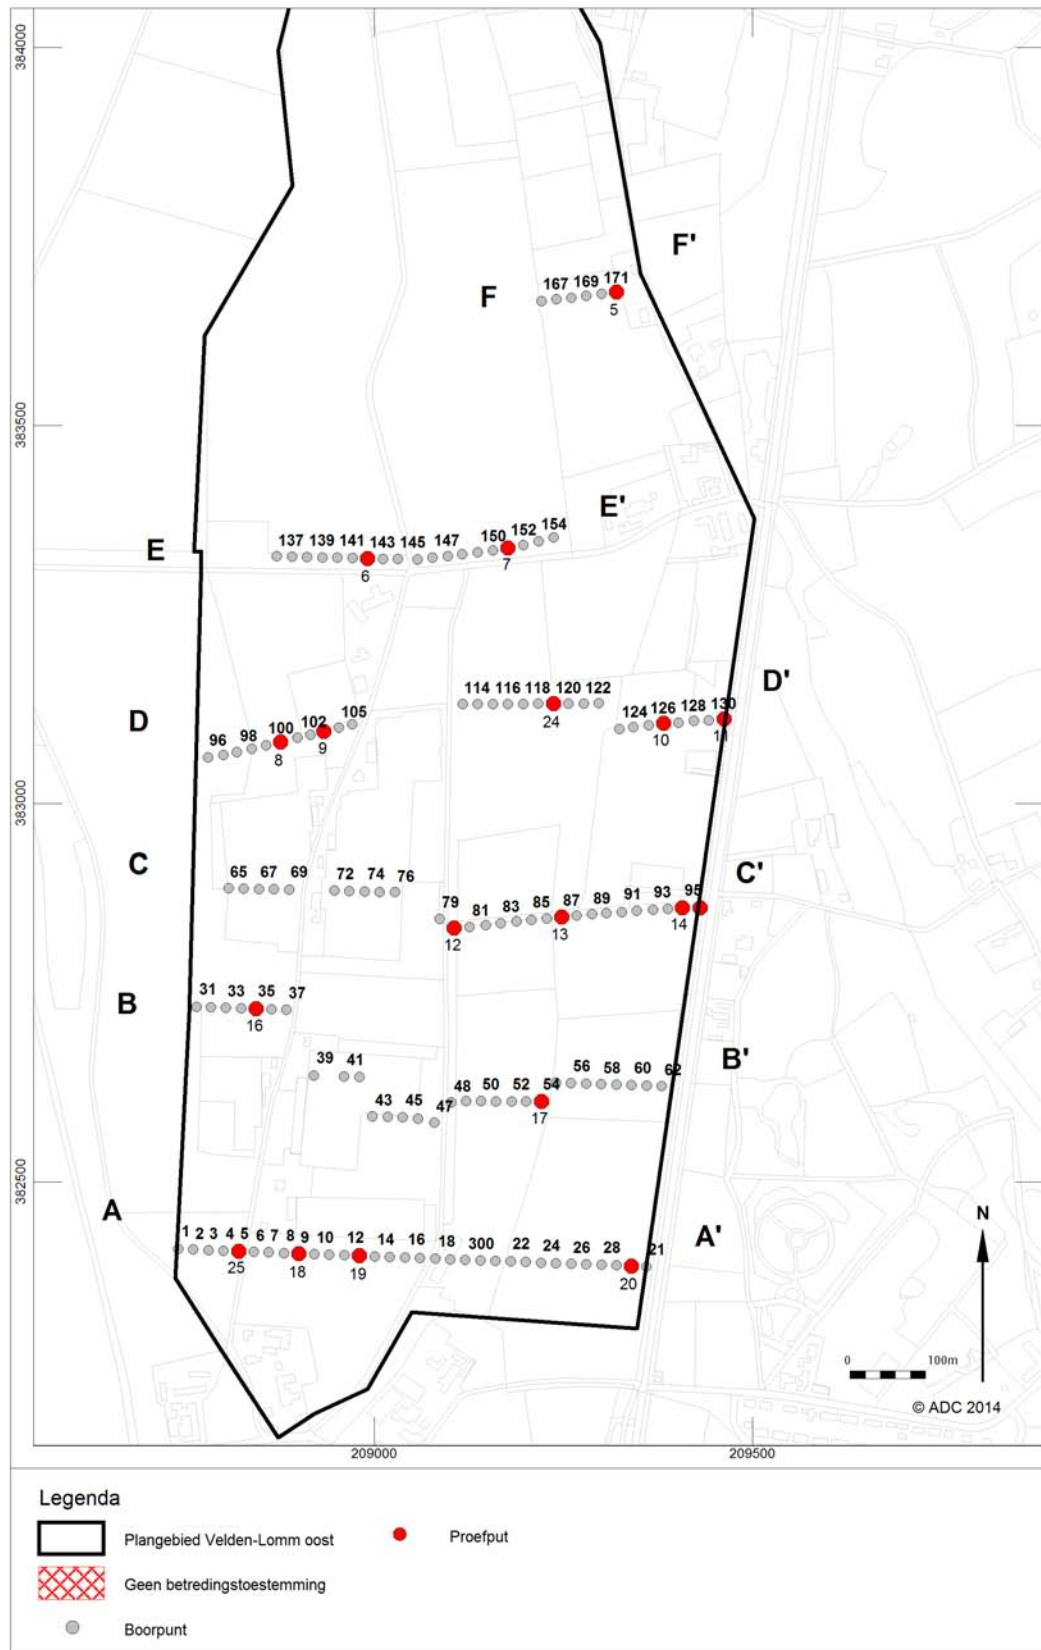 384000
F'
F
167 169 171
5
383500
E'
E
137 139 141 143 145 147 150 152 154
6
7
D'
D
114 116 118 120 122
24
124 126 128 130
10
11
96 98 100 102 105
8
9
383000
C'
C
65 67 69
72 74 76
79 81 83 85 87 89 91 93 95
12
13
14
B
31 33 35 37
16
B'
39 41
43 45 47
48 50 52 54
17
56 58 60 62
382500
A
A'
1 2 3 4 5 6 7 8 9 10 12 14 16 18 300 22 24 26 28 21
25
18
19
20
N
0 100m
© ADC 2014
209000
209500
Legenda
Plangebied Velden-Lomm oost
Proefput
Geen betredingstoestemming
Boorpunt